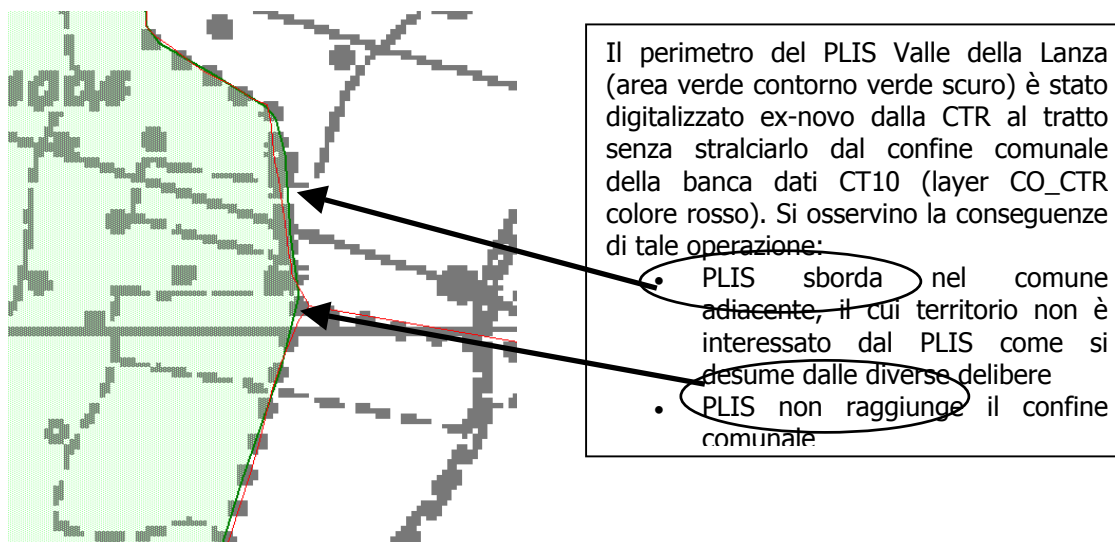 Il perimetro del PLIS Valle della Lanza
(area verde contorno verde scuro) è stato
digitalizzato ex-novo dalla CTR al tratto
senza stralciarlo dal confine comunale
della banca dati CT10 (layer CO_CTR
colore rosso). Si osservino la conseguenze
di tale operazione:
• PLIS sborda nel comune
adiacente, il cui territorio non è
interessato dal PLIS come si
desume dalle diverse delibere
• PLIS non raggiunge il confine
comunale